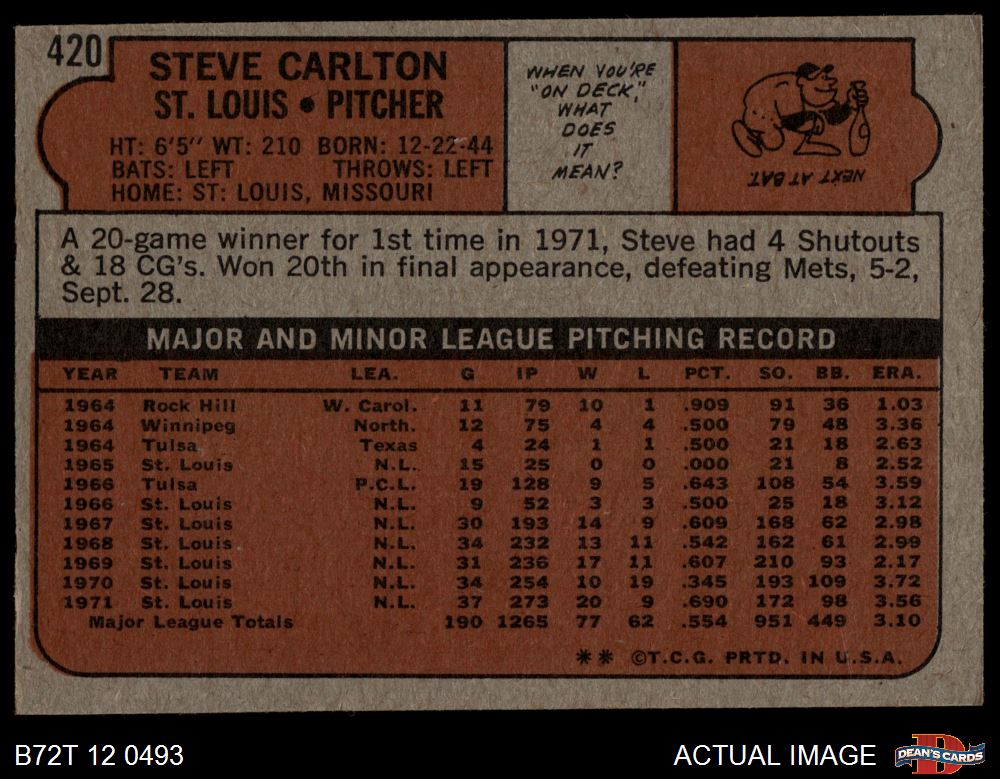 420
STEVE CARLTON
ST. LOUIS • PITCHER
HT: 6'5" WT: 210 BORN: 12-22-44
BATS: LEFT THROWS: LEFT
HOME: ST: LOUIS, MISSOURI
WHEN YOU'RE
"ON DECK,"
WHAT
DOES
IT
MEAN?
NEXT AT BAT.
A 20-game winner for 1st time in 1971, Steve had 4 Shutouts
& 18 CG's. Won 20th in final appearance, defeating Mets, 5-2,
Sept. 28.
MAJOR AND MINOR LEAGUE PITCHING RECORD
YEAR TEAM LEA. G IP W L PCT. SO. BB. ERA.
1964 Rock Hill W. Carol. 11 79 10 1 .909 91 36 1.03
1964 Winnipeg North. 12 75 4 4 .500 79 48 3.36
1964 Tulsa Texas 4 24 1 1 .500 21 18 2.63
1965 St. Louis N.L. 15 25 0 0 .000 21 8 2.52
1966 Tulsa P.C.L. 19 128 9 5 .643 108 54 3.59
1966 St. Louis N.L. 9 52 3 3 .500 25 18 3.12
1967 St. Louis N.L. 30 193 14 9 .609 168 62 2.98
1968 St. Louis N.L. 34 232 13 11 .542 162 61 2.99
1969 St. Louis N.L. 31 236 17 11 .607 210 93 2.17
1970 St. Louis N.L. 34 254 10 19 .345 193 109 3.72
1971 St. Louis N.L. 37 273 20 9 .690 172 98 3.56
Major League Totals 190 1265 77 62 .554 951 449 3.10
** ©T.C.G. PRTD. IN U.S.A.
B72T 12 0493
ACTUAL IMAGE
DEAN'S CARDS